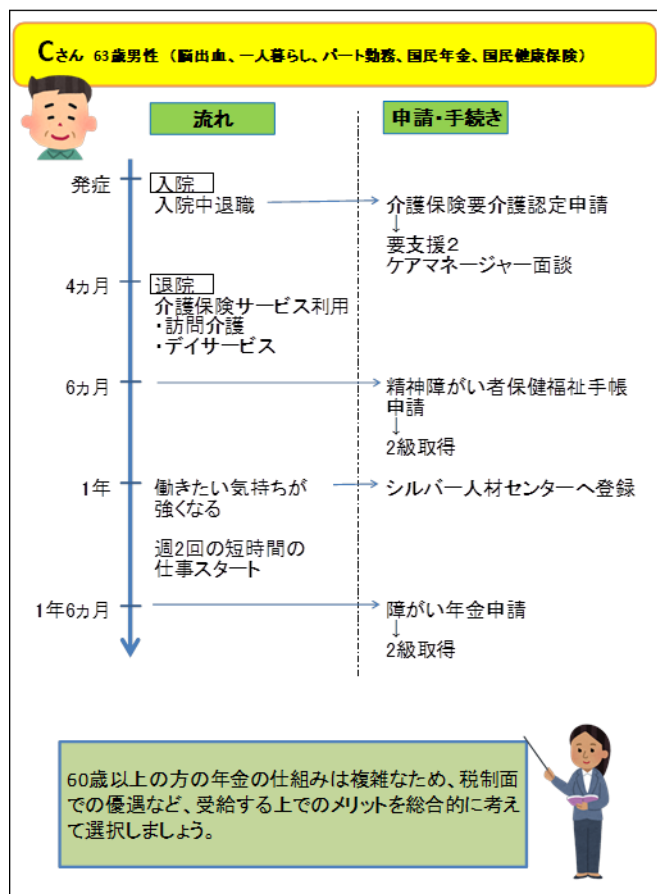 Cさん 63歳男性 （脳出血、一人暮らし、パート勤務、国民年金、国民健康保険）
流れ
申請・手続き
発症
入院
入院中退職
介護保険要介護認定申請
↓
要支援2
ケアマネージャー面談
4ヵ月
退院
介護保険サービス利用
・訪問介護
・デイサービス
6ヵ月
精神障がい者保健福祉手帳
申請
↓
2級取得
1年
働きたい気持ちが
強くなる
シルバー人材センターへ登録
週2回の短時間の
仕事スタート
1年6ヵ月
障がい年金申請
↓
2級取得
60歳以上の方の年金の仕組みは複雑なため、税制面
での優遇など、受給する上でのメリットを総合的に考え
て選択しましょう。